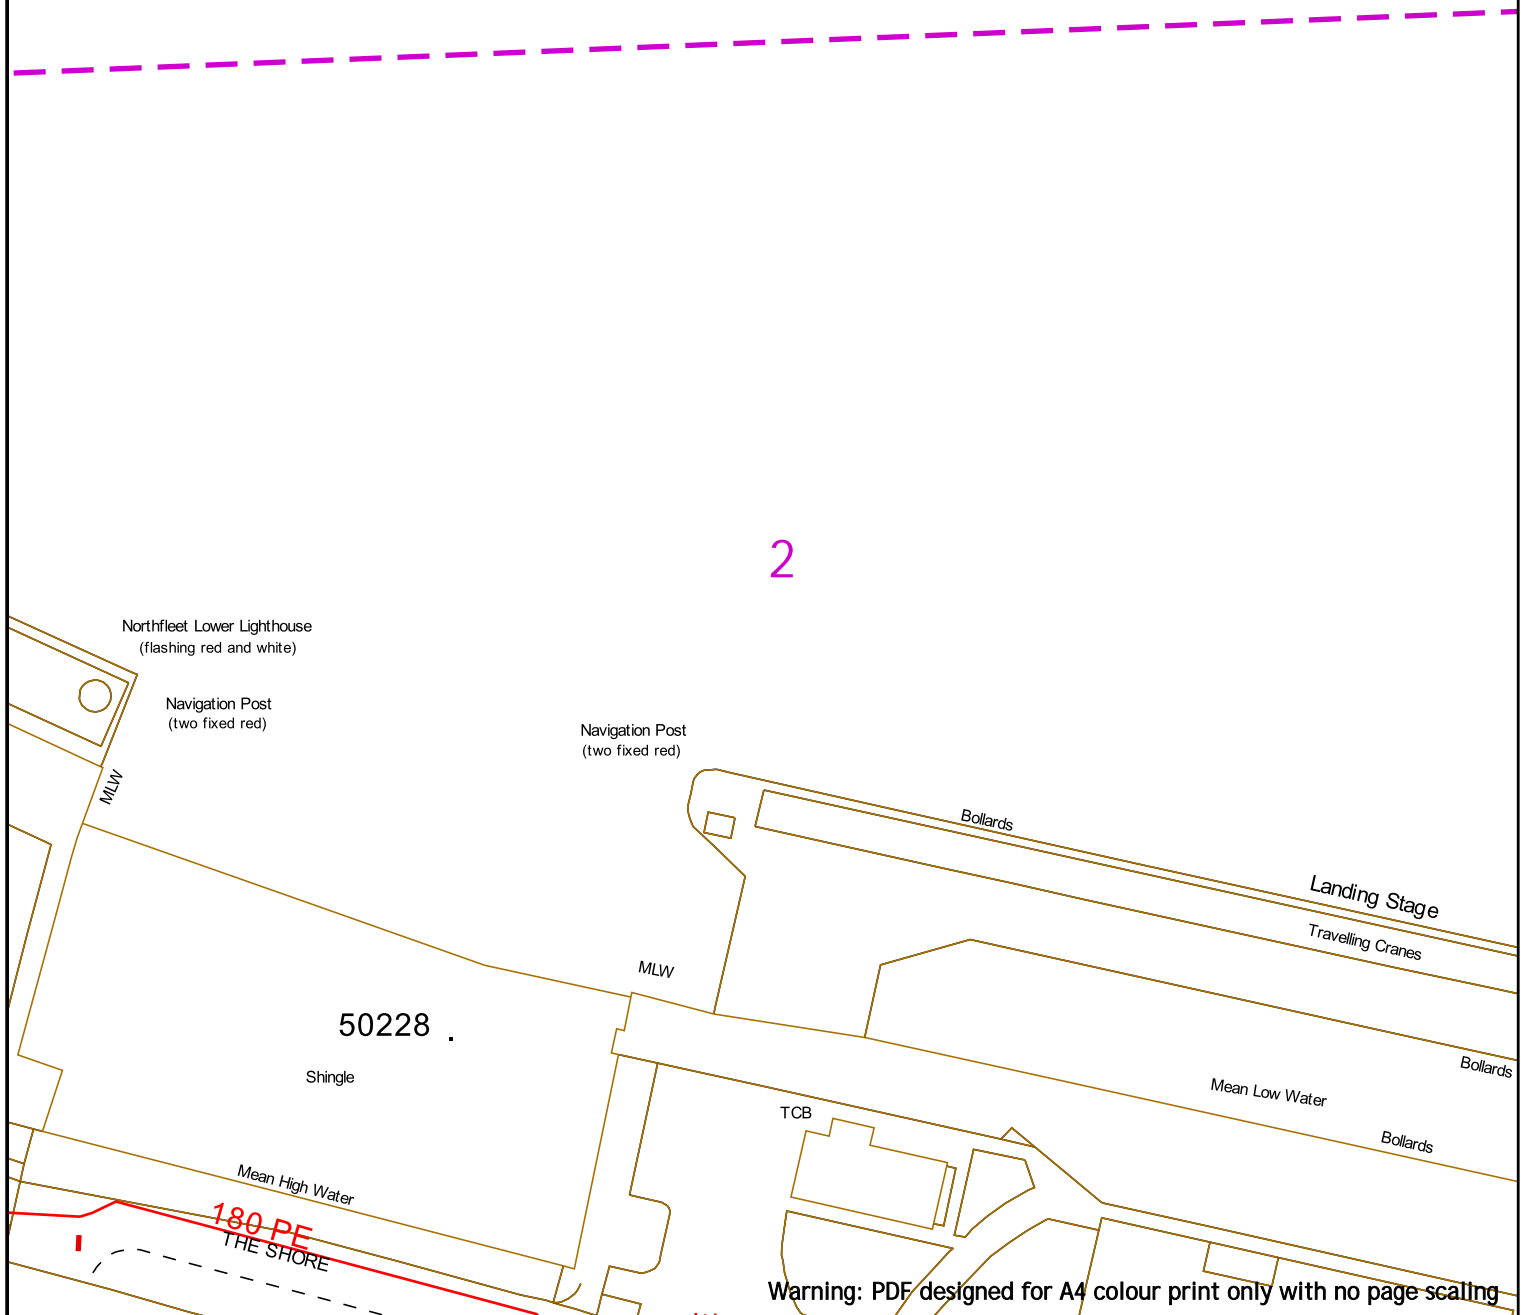 2
Northfleet Lower Lighthouse
(flashing red and white)
Navigation Post
(two fixed red)
Navigation Post
(two fixed red)
MLW
Bollards
Landing Stage
Travelling Cranes
MLW
50228 .
Shingle
Bollards
Mean Low Water
TCB
Bollards
Mean High Water
180 PE
THE SHORE
Warning: PDF designed for A4 colour print only with no page scaling